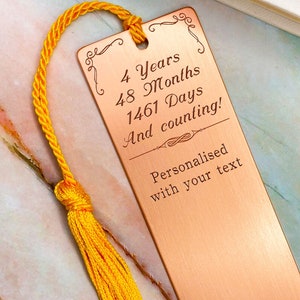 4 Years
48 Months
1461 Days
And counting!
Personalised
with your text